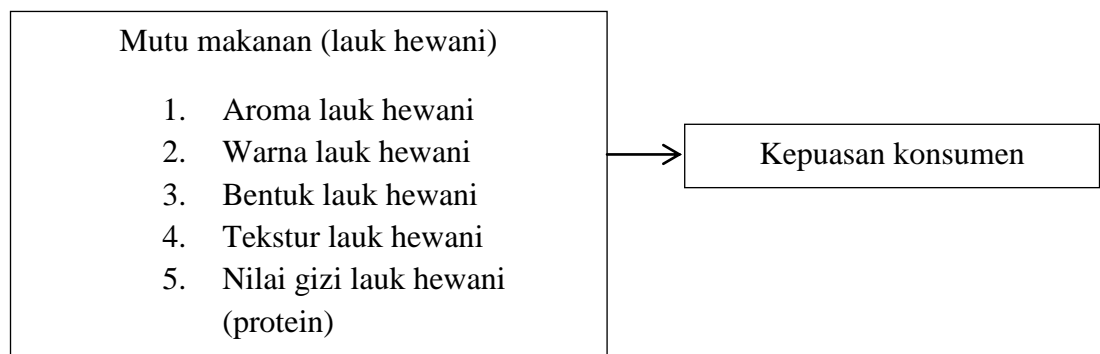 Mutu makanan (lauk hewani)
1. Aroma lauk hewani
2. Warna lauk hewani
3. Bentuk lauk hewani
4. Tekstur lauk hewani
5. Nilai gizi lauk hewani
(protein)
Kepuasan konsumen